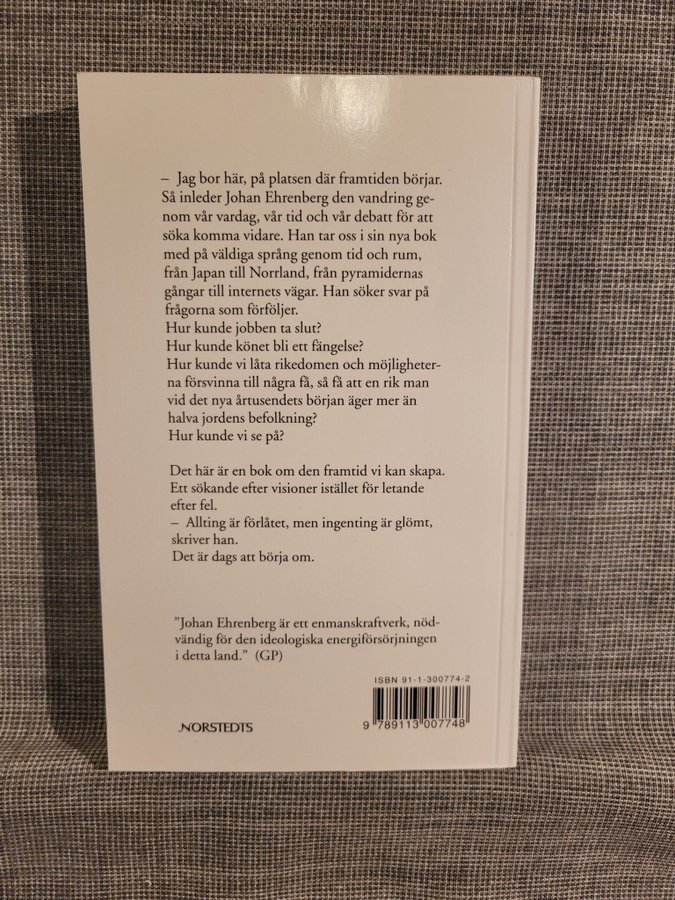 – Jag bor här, på platsen där framtiden börjar.
Så inleder Johan Ehrenberg den vandring ge-
nom vår vardag, vår tid och vår debatt för att
söka komma vidare. Han tar oss i sin nya bok
med på väldiga språng genom tid och rum,
från Japan till Norrland, från pyramidernas
gångar till internets vägar. Han söker svar på
frågorna som förföljer.
Hur kunde jobben ta slut?
Hur kunde könet bli ett fängelse?
Hur kunde vi låta rikedomen och möjligheter-
na försvinna till några få, så få att en rik man
vid det nya årtusendets början äger mer än
halva jordens befolkning?
Hur kunde vi se på?
Det här är en bok om den framtid vi kan skapa.
Ett sökande efter visioner istället för letande
efter fel.
– Allting är förlåtet, men ingenting är glömt,
skriver han.
Det är dags att börja om.
”Johan Ehrenberg är ett enmanskraftverk, nöd-
vändig för den ideologiska energiförsörjningen
i detta land.” (GP)
ISBN 91-1-300774-2
9 789113 007748
NORSTEDTS